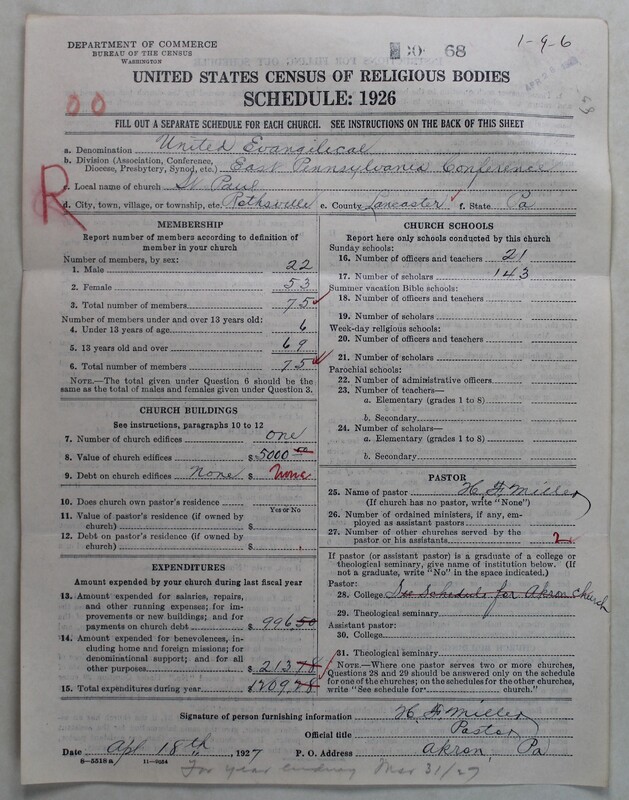 DEPARTMENT OF COMMERCE
BUREAU OF THE CENSUS
WASHINGTON
68
1-9-6
UNITED STATES CENSUS OF RELIGIOUS BODIES
SCHEDULE: 1926
00
FILL OUT A SEPARATE SCHEDULE FOR EACH CHURCH. SEE INSTRUCTIONS ON THE BACK OF THIS SHEET
a. Denomination United Evangilical
b. Division (Association, Conference, Diocese, Presbytery, Synod, etc.) East Pennsylvania Conference
c. Local name of church St Paul
R
d. City, town, village, or township, etc. Rothsville e. County Lancaster f. State Pa
MEMBERSHIP
Report number of members according to definition of
member in your church
Number of members, by sex:
1. Male 22
2. Female 53
3. Total number of members 75
Number of members under and over 13 years old:
4. Under 13 years of age 6
5. 13 years old and over 69
6. Total number of members 75
NOTE.—The total given under Question 6 should be the
same as the total of males and females given under Question 3.
CHURCH BUILDINGS
See instructions, paragraphs 10 to 12
7. Number of church edifices one
8. Value of church edifices $ 5000 00
9. Debt on church edifices None $ None
10. Does church own pastor's residence
Yes or No
11. Value of pastor's residence (if owned by
church) $
12. Debt on pastor's residence (if owned by
church) $
EXPENDITURES
Amount expended by your church during last fiscal year
13. Amount expended for salaries, repairs,
and other running expenses; for im-
provements or new buildings; and for
payments on church debt $ 996.50
14. Amount expended for benevolences, in-
cluding home and foreign missions; for
denominational support; and for all
other purposes $ 213.78
15. Total expenditures during year $ 1209.78
CHURCH SCHOOLS
Report here only schools conducted by this church
Sunday schools:
16. Number of officers and teachers 21
17. Number of scholars 143
Summer vacation Bible schools:
18. Number of officers and teachers
19. Number of scholars
Week-day religious schools:
20. Number of officers and teachers
21. Number of scholars
Parochial schools:
22. Number of administrative officers
23. Number of teachers—
a. Elementary (grades 1 to 8)
b. Secondary
24. Number of scholars—
a. Elementary (grades 1 to 8)
b. Secondary
PASTOR
25. Name of pastor H. F. Miller
(If church has no pastor, write "None")
26. Number of ordained ministers, if any, em-
ployed as assistant pastors
27. Number of other churches served by the
pastor or his assistants 2
If pastor (or assistant pastor) is a graduate of a college or
theological seminary, give name of institution below. (If
not a graduate, write "No" in the space indicated.)
Pastor:
28. College See Schedule for Akron church
29. Theological seminary
Assistant pastor:
30. College
31. Theological seminary
NOTE.—Where one pastor serves two or more churches,
Questions 28 and 29 should be answered only on the schedule
for one of the churches; on the schedules for the other churches,
write "See schedule for church."
Signature of person furnishing information H. F. Miller
Official title Pastor
Date Apr 18th 1927 P. O. Address Akron, Pa
8—5318 a 11—9034
For year ending Mar 31/27